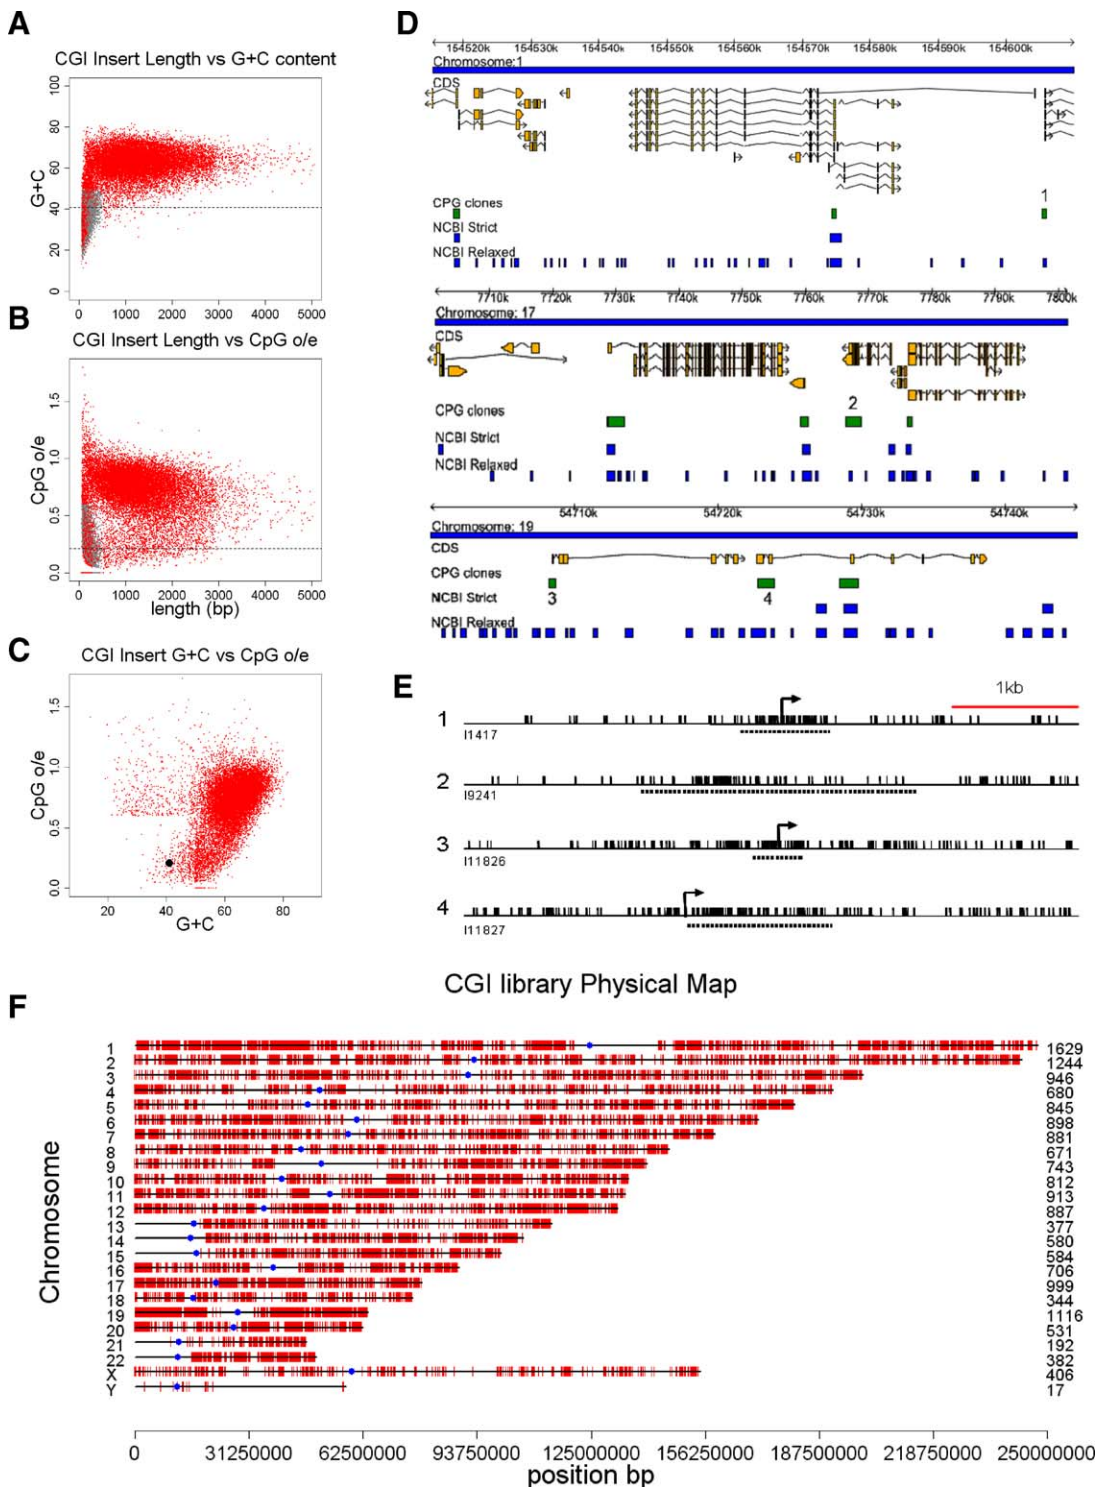 A
CGI Insert Length vs G+C content
G+C
0 20 40 60 80 100
0 1000 2000 3000 4000 5000
B
CGI Insert Length vs CpG o/e
CpG o/e
0.0 0.5 1.0 1.5
0 1000 2000 3000 4000 5000
length (bp)
C
CGI Insert G+C vs CpG o/e
CpG o/e
0.0 0.5 1.0 1.5
20 40 60 80
G+C
D
154520k 154530k 154540k 154550k 154560k 154570k 154580k 154590k 154600k
Chromosome:1
CDS
CPG clones
1
NCBI Strict
NCBI Relaxed
7710k 7720k 7730k 7740k 7750k 7760k 7770k 7780k 7790k 7800k
Chromosome: 17
CDS
2
CPG clones
NCBI Strict
NCBI Relaxed
54710k 54720k 54730k 54740k
Chromosome: 19
CDS
CPG clones
NCBI Strict
3 4
NCBI Relaxed
E
1kb
1
I1417
2
I9241
3
I11826
4
I11827
CGI library Physical Map
F
Chromosome
1 1629
2 1244
3 946
4 680
5 845
6 898
7 881
8 671
9 743
10 812
11 913
12 887
13 377
14 580
15 584
16 706
17 999
18 344
19 1116
20 531
21 192
22 382
X 406
Y 17
0 31250000 62500000 93750000 125000000 156250000 187500000 218750000 250000000
position bp